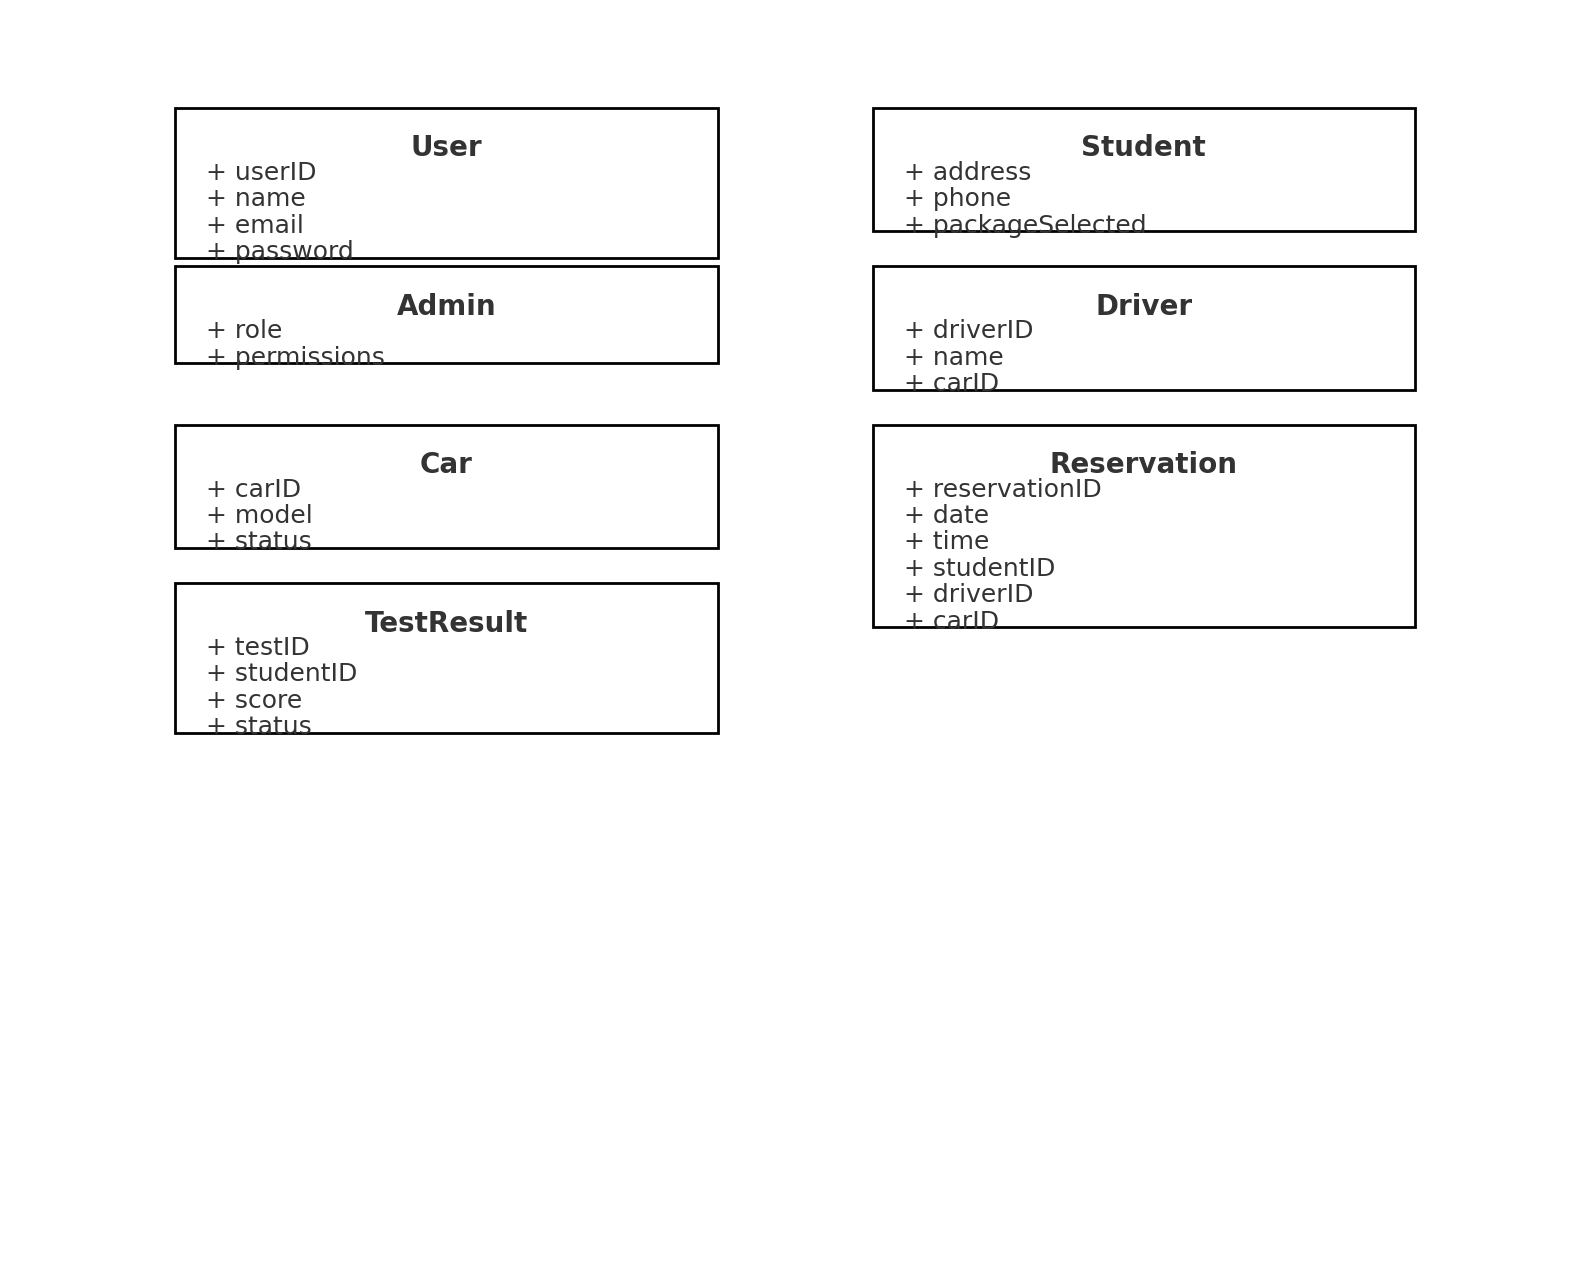 User
+ userID
+ name
+ email
+ password
Student
+ address
+ phone
+ packageSelected
Admin
+ role
+ permissions
Driver
+ driverID
+ name
+ carID
Car
+ carID
+ model
+ status
Reservation
+ reservationID
+ date
+ time
+ studentID
+ driverID
+ carID
TestResult
+ testID
+ studentID
+ score
+ status